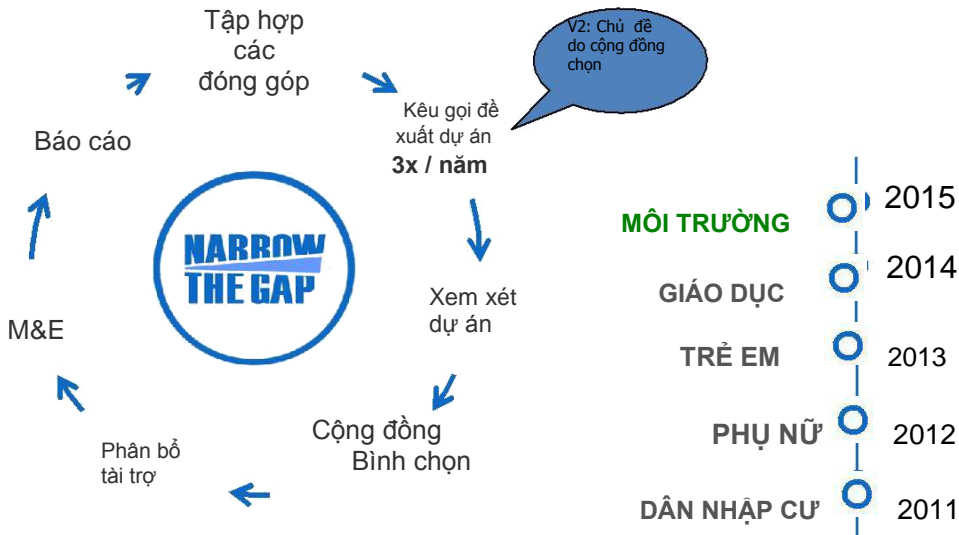 Tập hợp
các
đóng góp
V2: Chủ đề
do cộng đồng
chọn
Kêu gọi đề
xuất dự án
3x / năm
Báo cáo
NARROW
THE GAP
Xem xét
dự án
M&E
Cộng đồng
Bình chọn
Phân bổ
tài trợ
MÔI TRƯỜNG 2015
GIÁO DỤC 2014
TRẺ EM 2013
PHỤ NỮ 2012
DÂN NHẬP CƯ 2011